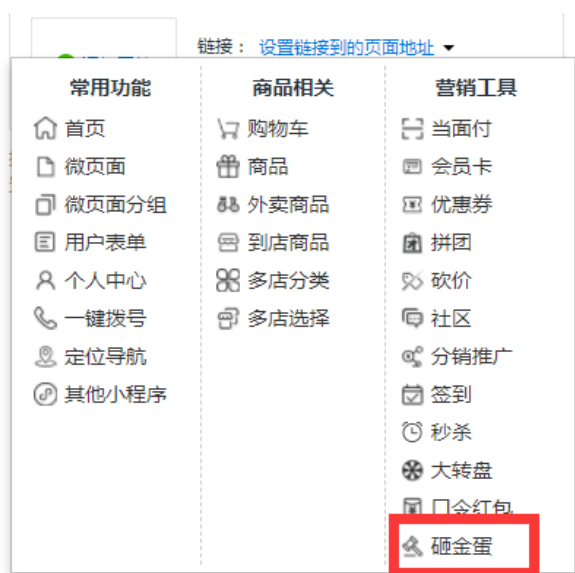 链接： 设置链接到的页面地址
常用功能
首页
微页面
微页面分组
用户表单
个人中心
一键拨号
定位导航
其他小程序
商品相关
购物车
商品
外卖商品
到店商品
多店分类
多店选择
营销工具
当面付
会员卡
优惠券
拼团
砍价
社区
分销推广
签到
秒杀
大转盘
口令红包
砸金蛋